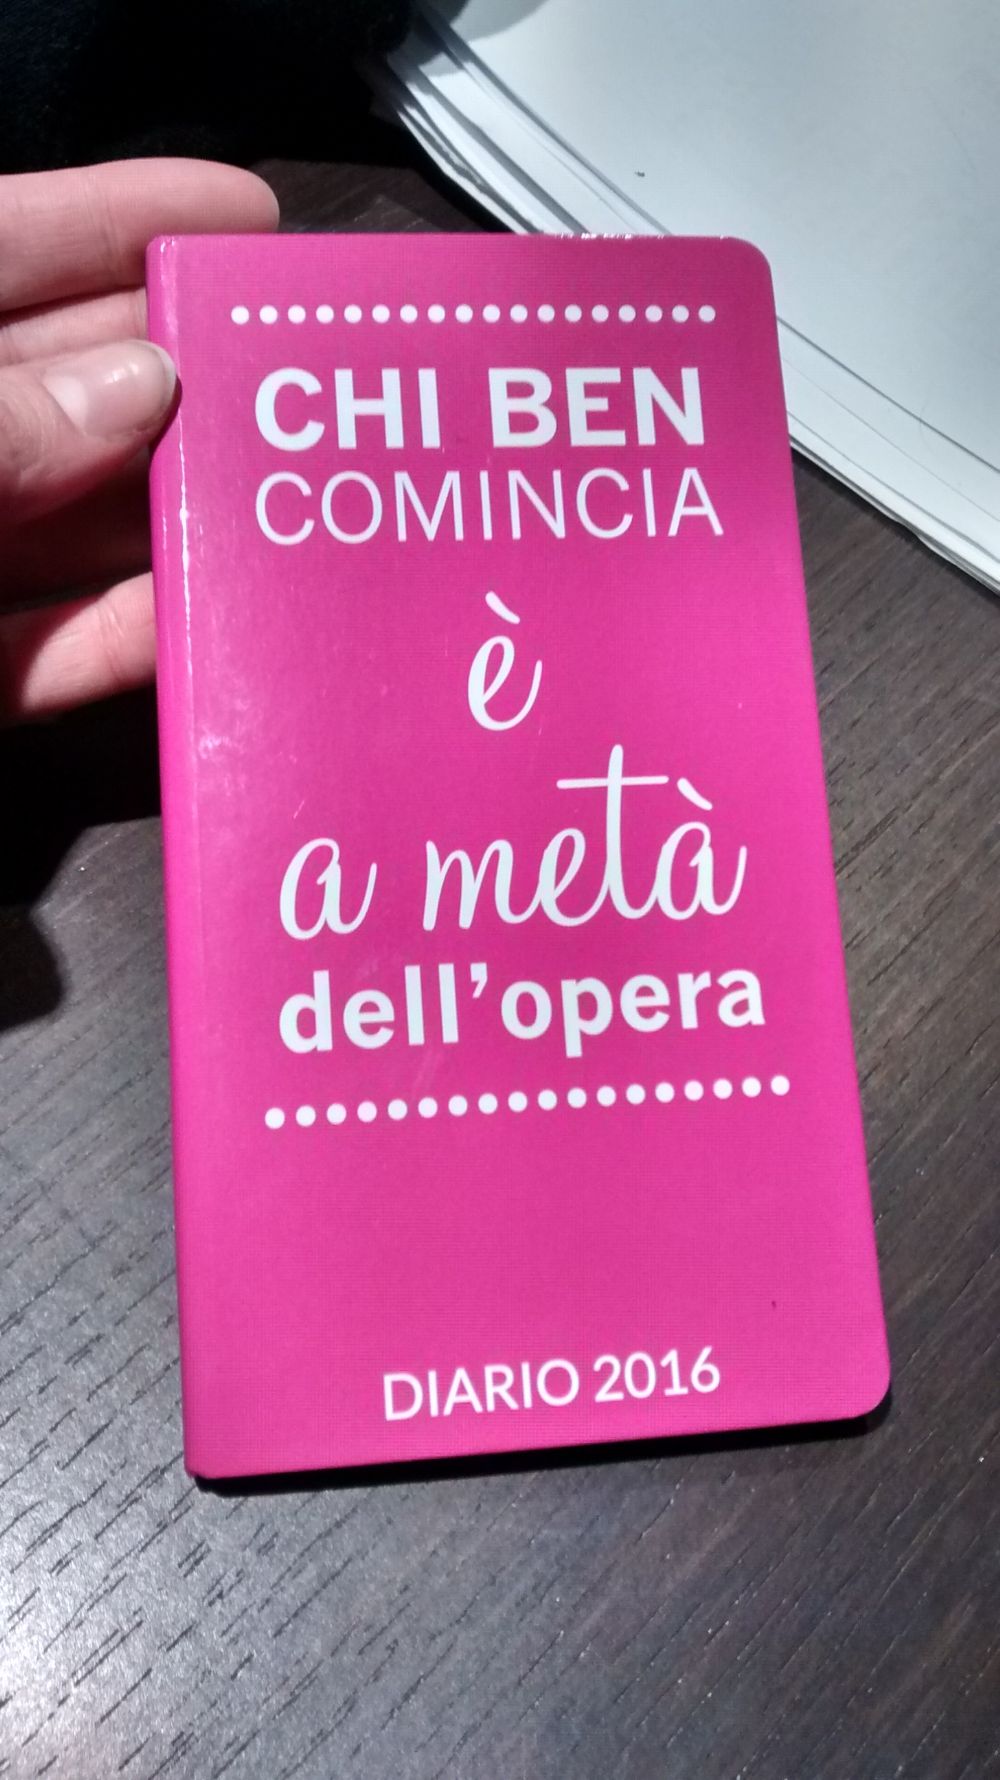 CHI BEN
COMINCIA
è
a metà
dell'opera
DIARIO 2016